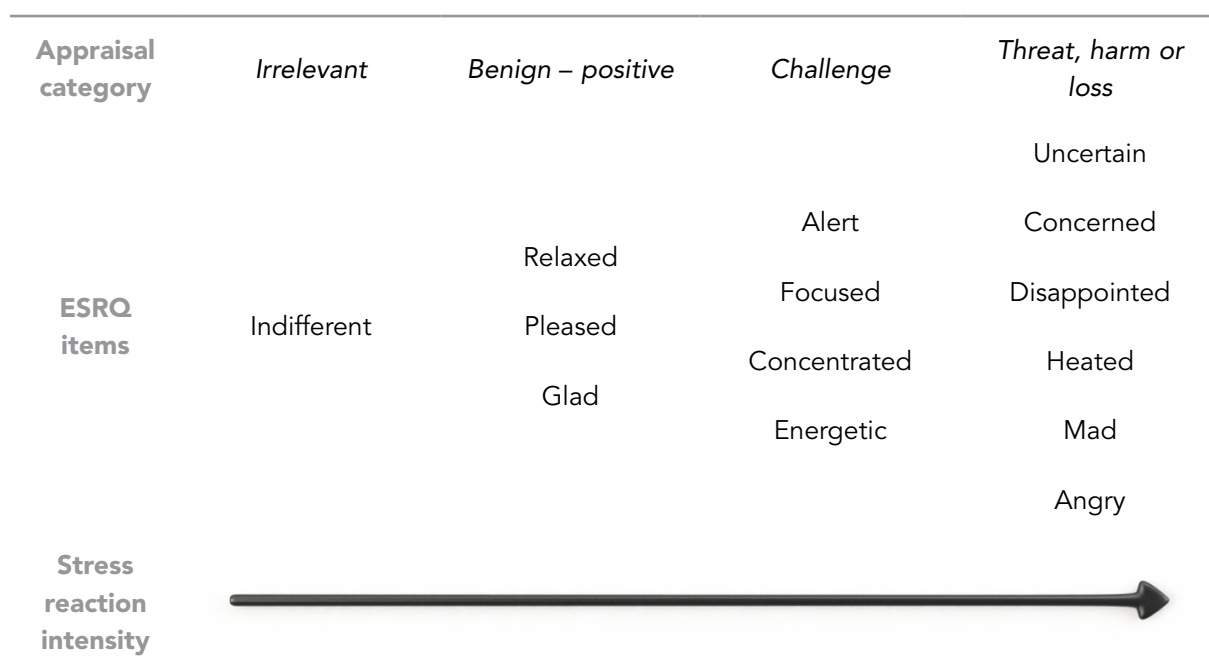 Appraisal
category
Irrelevant
Benign – positive
Challenge
Threat, harm or
loss
ESRQ
items
Indifferent
Relaxed
Pleased
Glad
Alert
Focused
Concentrated
Energetic
Uncertain
Concerned
Disappointed
Heated
Mad
Angry
Stress
reaction
intensity